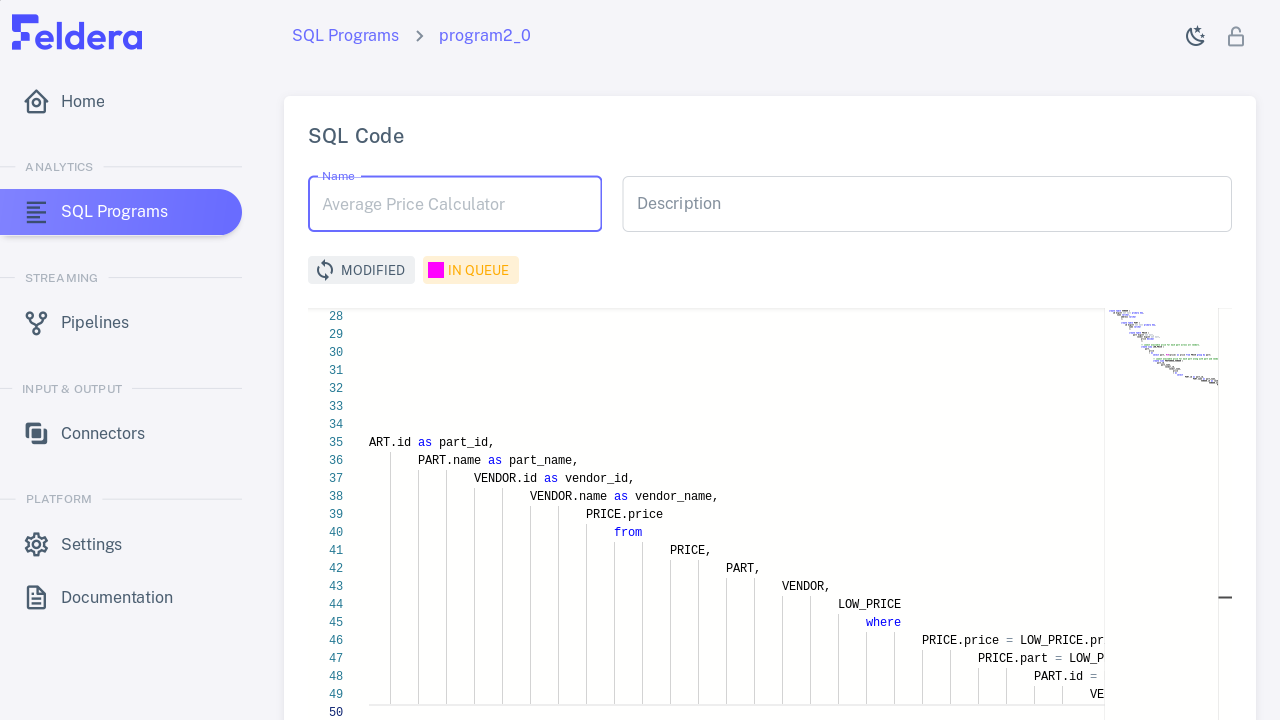 Feldera
SQL Programs > program2_0
Home
ANALYTICS
SQL Programs
STREAMING
Pipelines
INPUT & OUTPUT
Connectors
PLATFORM
Settings
Documentation
SQL Code
Name
Average Price Calculator
Description
MODIFIED
IN QUEUE
28
29
30
31
32
33
34
35 ART.id as part_id,
36 PART.name as part_name,
37 VENDOR.id as vendor_id,
38 VENDOR.name as vendor_name,
39 PRICE.price
40 from
41 PRICE,
42 PART,
43 VENDOR,
44 LOW_PRICE
45 where
46 PRICE.price = LOW_PRICE.pr
47 PRICE.part = LOW_P
48 PART.id =
49 VE
50